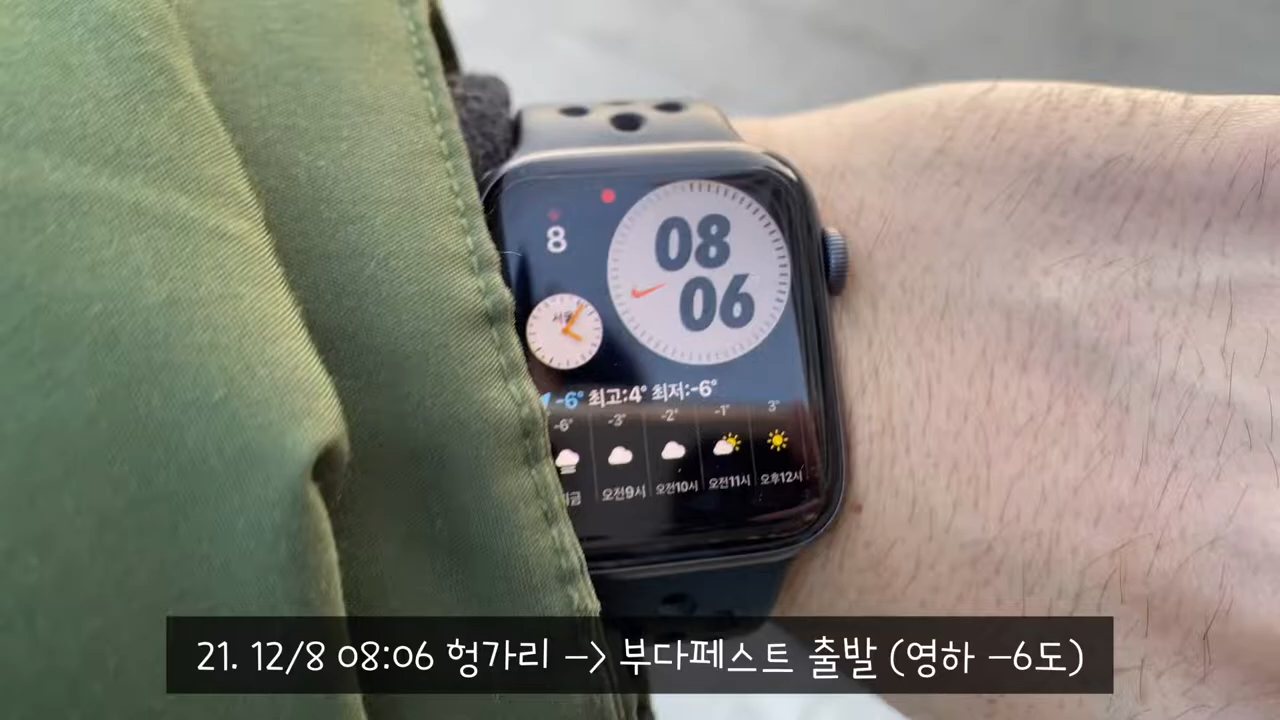 8
08
06
서울
-6° 최고:4° 최저:-6°
-6° -3° -2° -1° 3°
오전9시 오전10시 오전11시 오후12시
21. 12/8 08:06 헝가리 -> 부다페스트 출발 (영하 -6도)